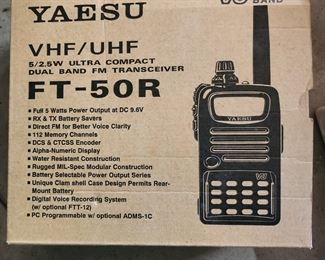 YAESU
BAND
VHF/UHF
5/2.5W ULTRA COMPACT
DUAL BAND FM TRANSCEIVER
FT-50R
■ Full 5 Watts Power Output at DC 9.6V
■ RX & TX Battery Savers
■ Direct FM for Better Voice Clarity
■ 112 Memory Channels
■ DCS & CTCSS Encoder
■ Alpha-Numeric Display
■ Water Resistant Construction
■ Rugged MIL-Spec Modular Construction
■ Battery Selectable Power Output Series
■ Unique Clam shell Case Design Permits Rear-
Mount Battery
■ Digital Voice Recording System
(w/ optional FTT-12)
■ PC Programmable w/ optional ADMS-1C
YAESU